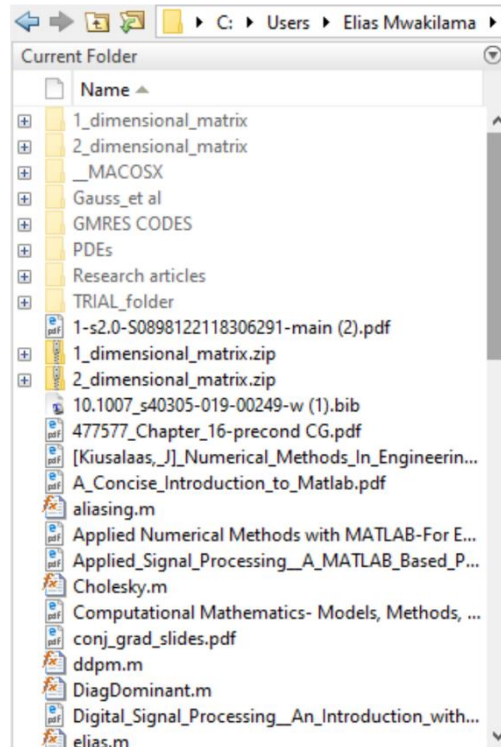 C: Users Elias Mwakilama
Current Folder
Name
1_dimensional_matrix
2_dimensional_matrix
__MACOSX
Gauss_et al
GMRES CODES
PDEs
Research articles
TRIAL_folder
1-s2.0-S0898122118306291-main (2).pdf
1_dimensional_matrix.zip
2_dimensional_matrix.zip
10.1007_s40305-019-00249-w (1).bib
477577_Chapter_16-precond CG.pdf
[Kiusalaas,_J]_Numerical_Methods_In_Engineerin...
A_Concise_Introduction_to_Matlab.pdf
aliasing.m
Applied Numerical Methods with MATLAB-For E...
Applied_Signal_Processing__A_MATLAB_Based_P...
Cholesky.m
Computational Mathematics- Models, Methods, ...
conj_grad_slides.pdf
ddpm.m
DiagDominant.m
Digital_Signal_Processing__An_Introduction_with...
elias.m